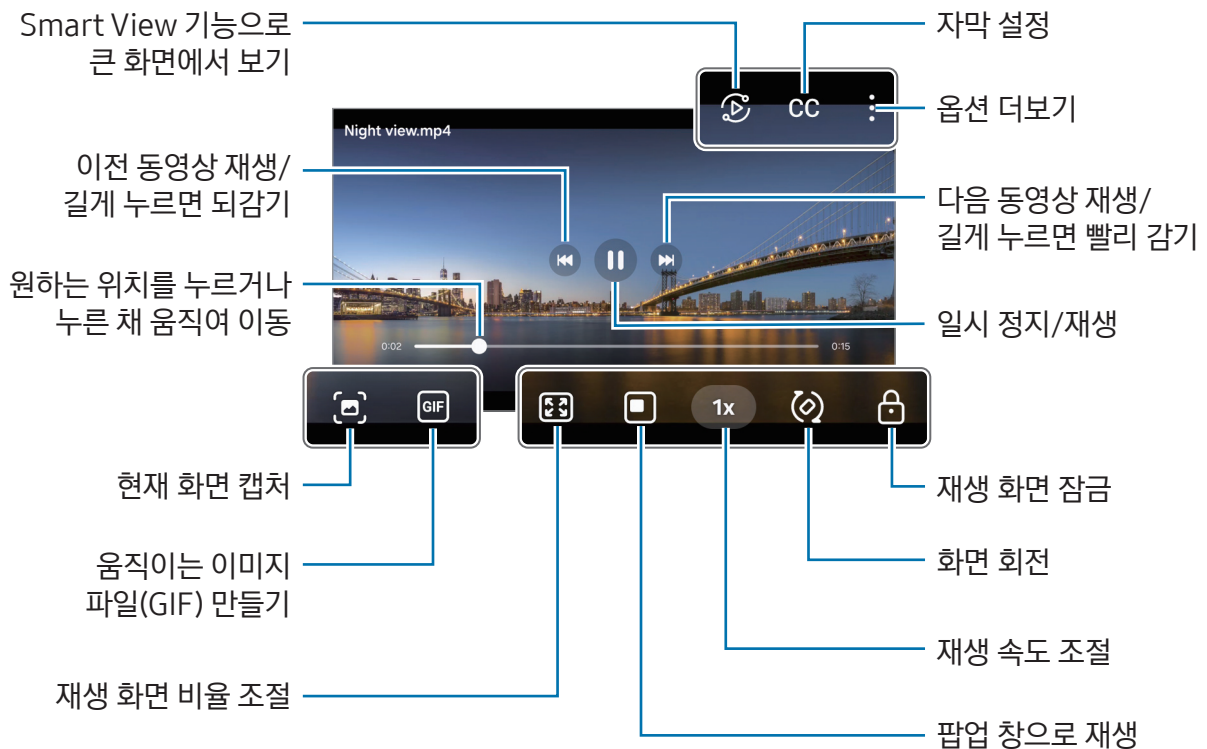 Smart View 기능으로
큰 화면에서 보기
자막 설정
옵션 더보기
CC
Night view.mp4
이전 동영상 재생/
길게 누르면 되감기
다음 동영상 재생/
길게 누르면 빨리 감기
원하는 위치를 누르거나
누른 채 움직여 이동
일시 정지/재생
0:02
0:15
GIF
1x
현재 화면 캡처
재생 화면 잠금
움직이는 이미지
파일(GIF) 만들기
화면 회전
재생 속도 조절
재생 화면 비율 조절
팝업 창으로 재생